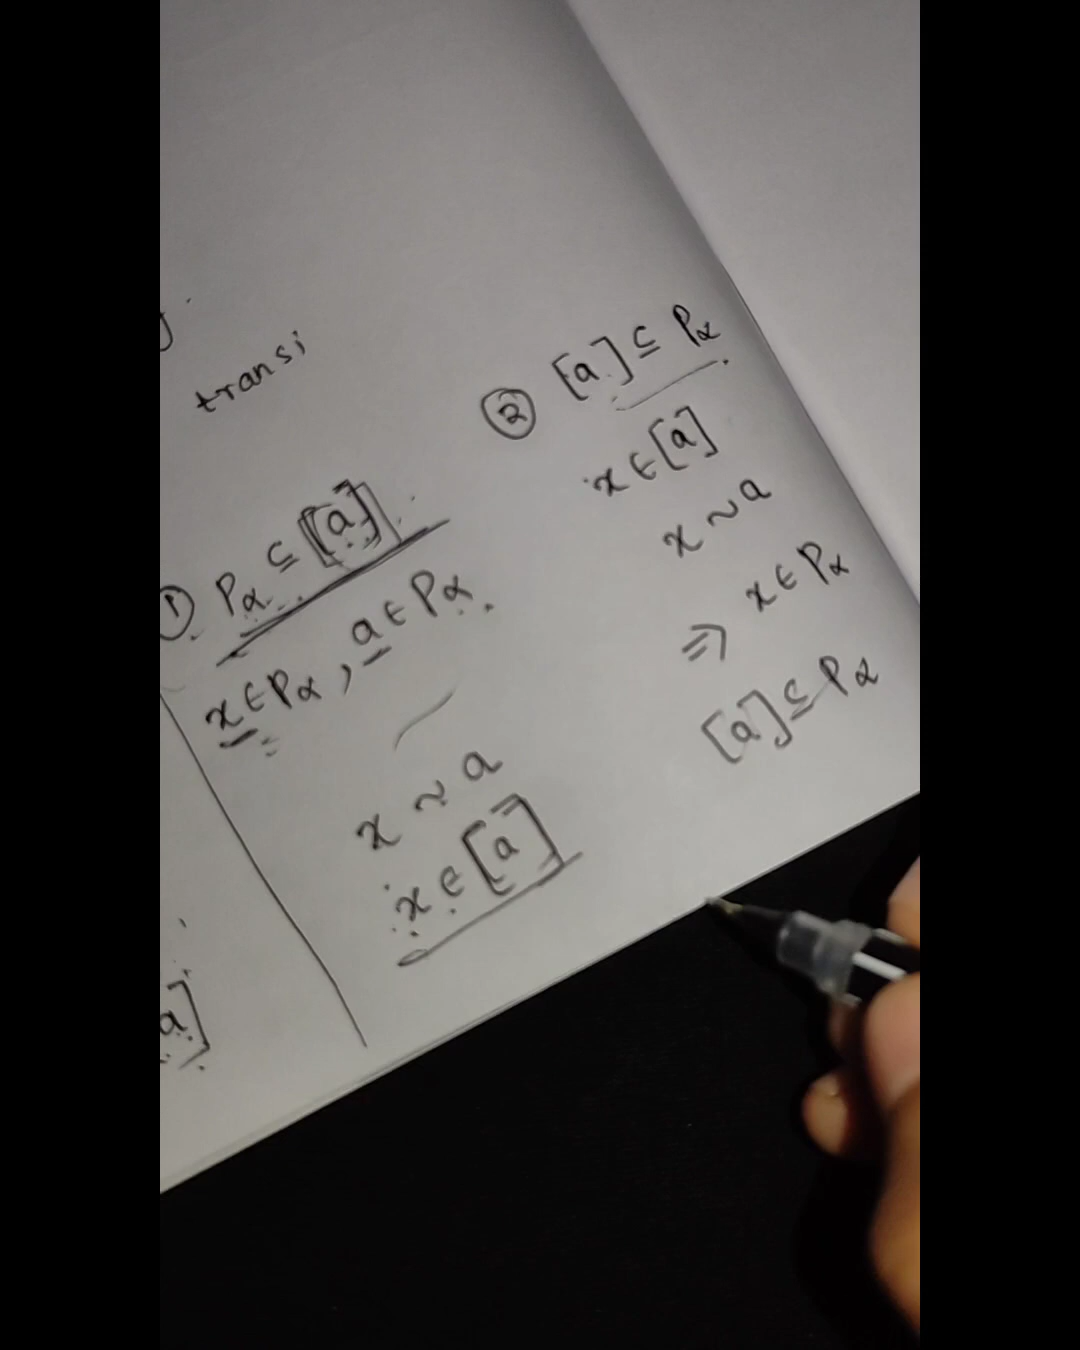 transi
① Pα ⊆ [a]
x ∈ Pα , a ∈ Pα
x ~ a
x ∈ [a]
② [a] ⊆ Pα
x ∈ [a]
x ~ a
⇒ x ∈ Pα
[a] ⊆ Pα
a]